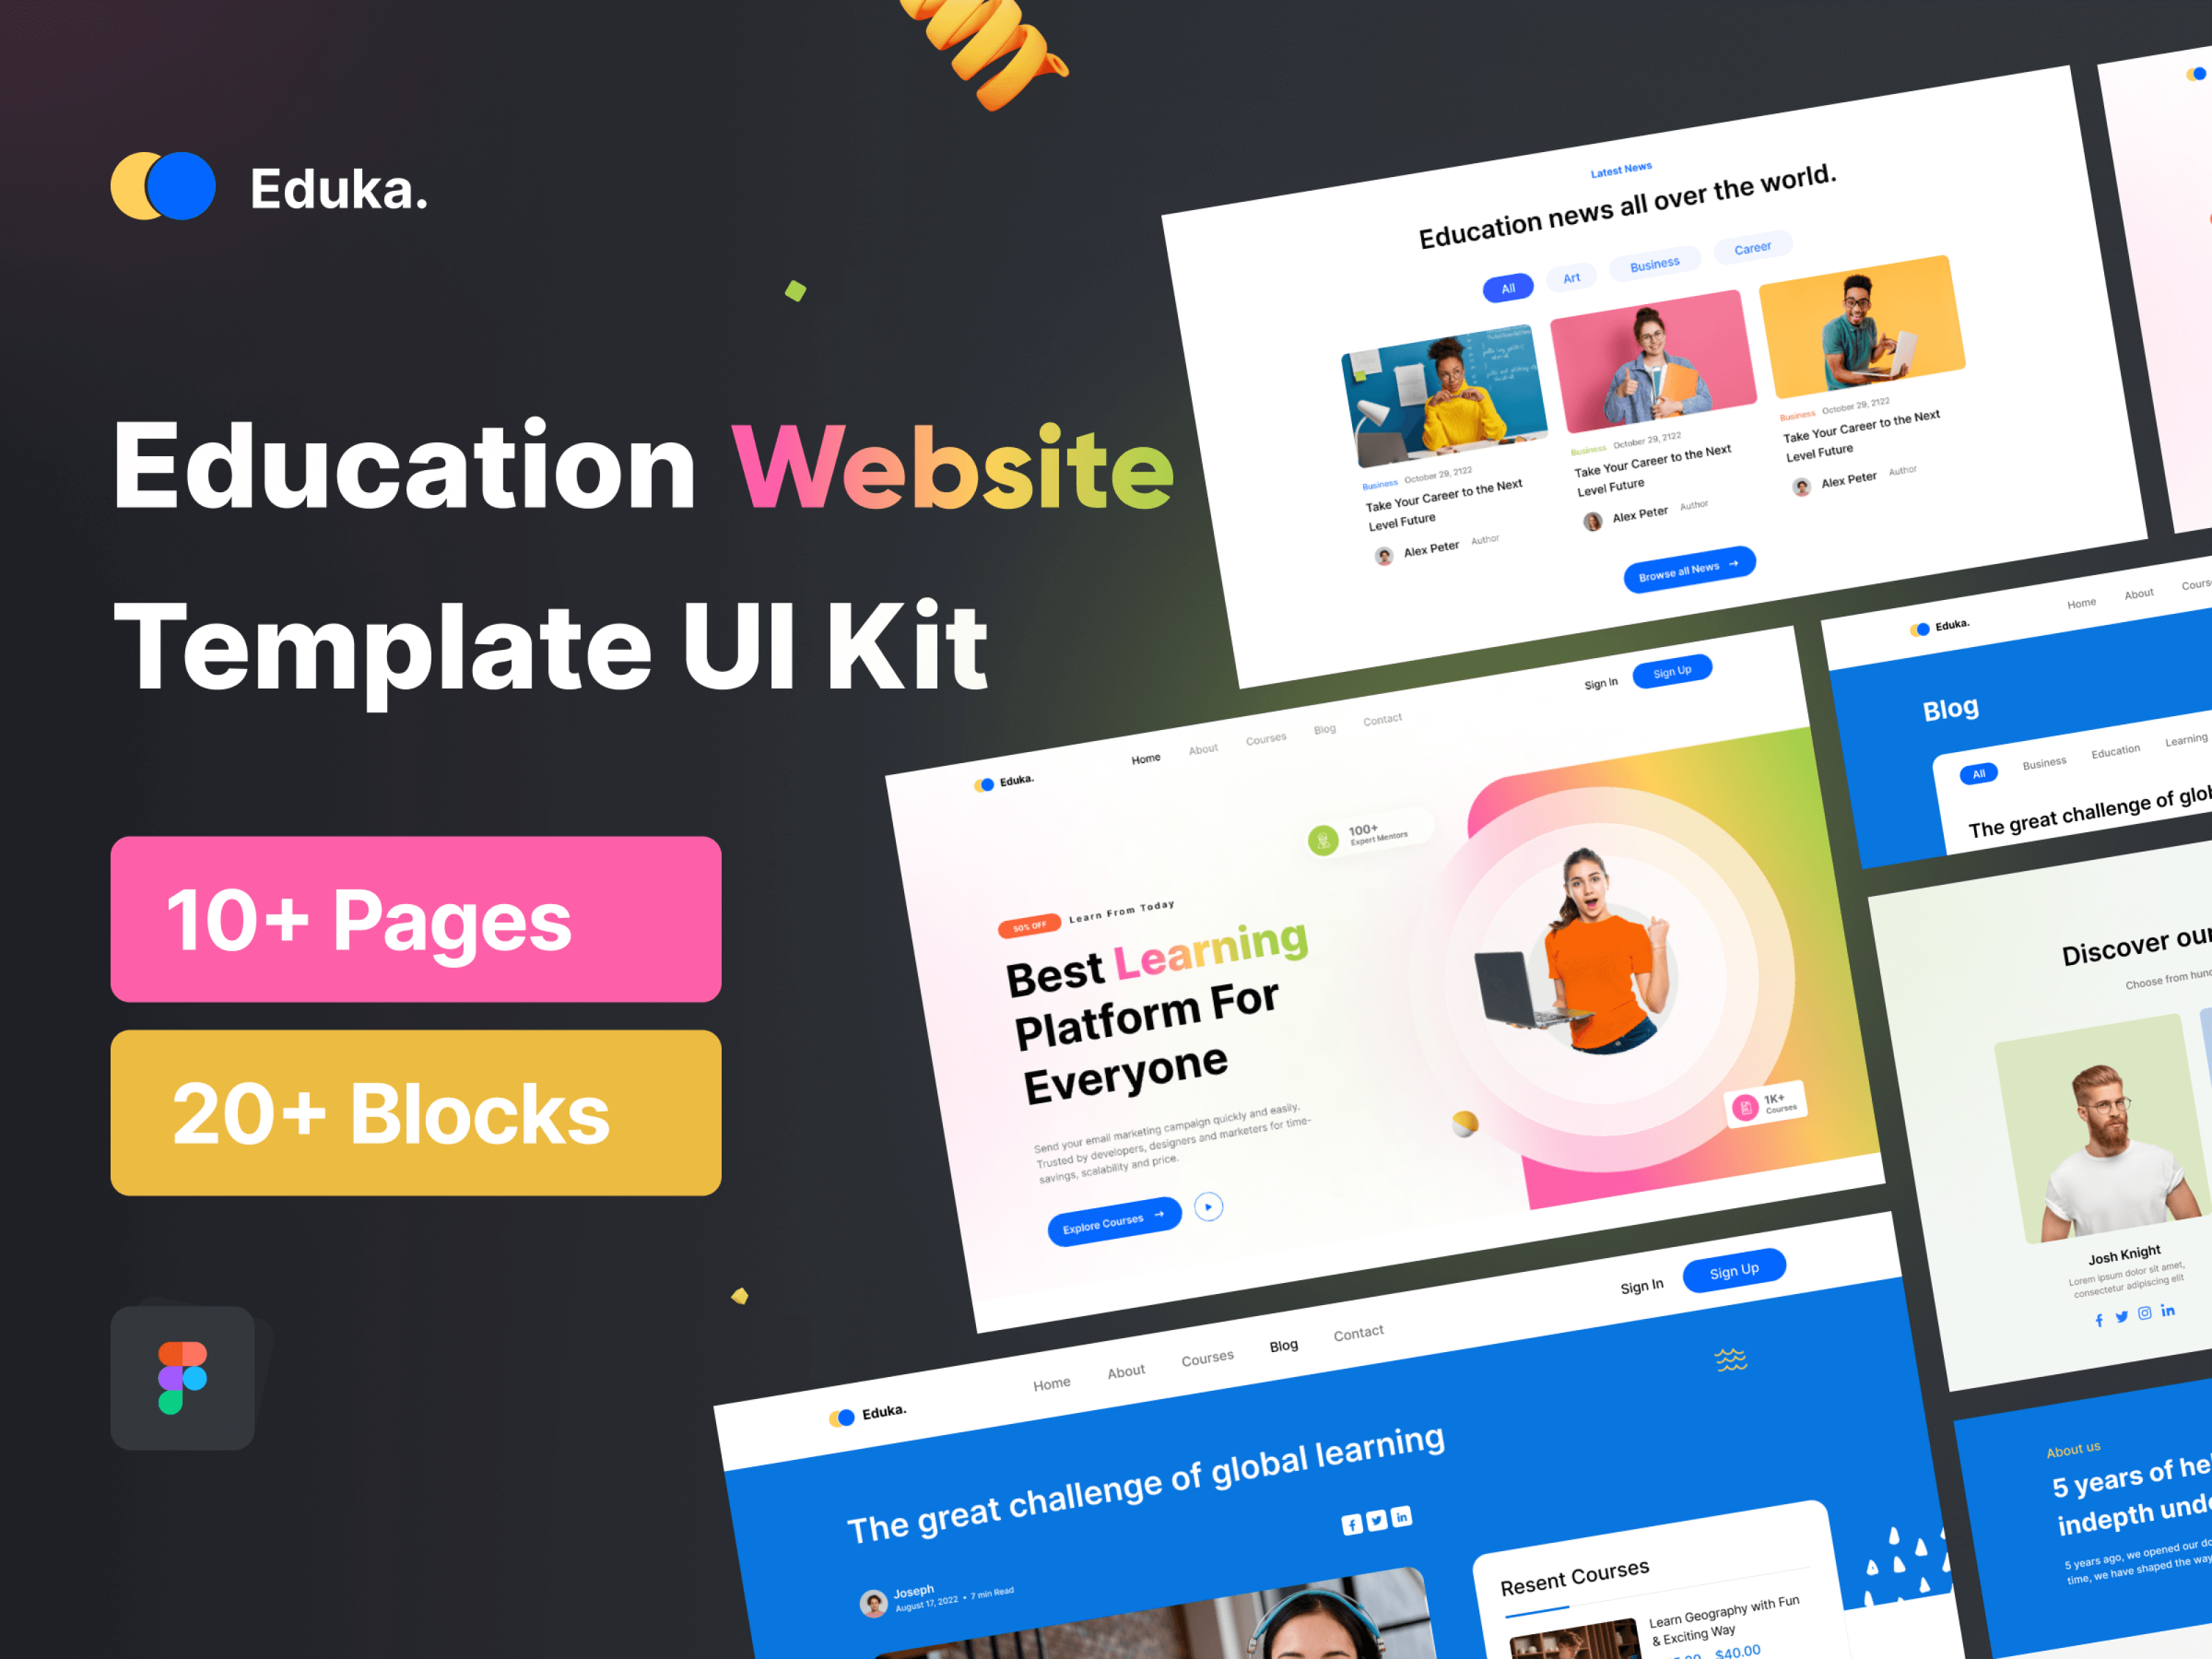 Eduka.
Education Website
Template UI Kit
10+ Pages
20+ Blocks
Latest News
Education news all over the world.
All
Art
Business
Career
Business October 29, 2122
Take Your Career to the Next
Level Future
Alex Peter Author
Business October 29, 2122
Take Your Career to the Next
Level Future
Alex Peter Author
Business October 29, 2122
Take Your Career to the Next
Level Future
Alex Peter Author
Browse all News →
Eduka.
Home
About
Courses
Blog
Contact
Sign In
Sign Up
100+
Expert Mentors
50% OFF
Learn From Today
Best Learning
Platform For
Everyone
Send your email marketing campaign quickly and easily.
Trusted by developers, designers and marketers for time-
savings, scalability and price.
Explore Courses →
1K+
Courses
Eduka.
Home
About
Blog
All
Business
Education
Learning
The great challenge of
Discover our
Choose from
Josh Knight
Lorem ipsum dolor sit amet,
consectetur adipiscing elit
Eduka.
Home
About
Courses
Blog
Contact
Sign In
Sign Up
The great challenge of global learning
Joseph
August 17, 2022 • 7 min Read
Resent Courses
Learn Geography with Fun
& Exciting Way
$40.00
About us
5 years of
indepth
5 years ago, we opened our
time, we have shaped the way